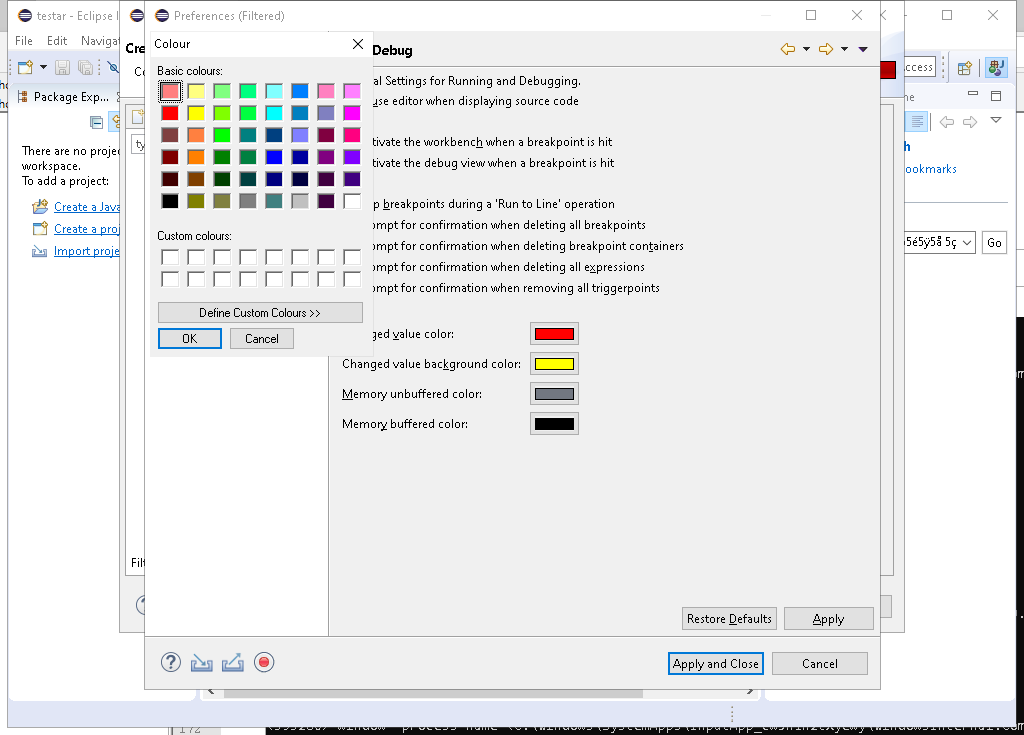 testar - Eclipse I
Preferences (Filtered)
File Edit Navigat
Cre
Colour
Debug
Basic colours:
al Settings for Running and Debugging.
use editor when displaying source code
ccess
Package Exp...
tivate the workbench when a breakpoint is hit
tivate the debug view when a breakpoint is hit
There are no projec
workspace.
To add a project:
ookmarks
Create a Java
Create a proj
Import proje
p breakpoints during a 'Run to Line' operation
ompt for confirmation when deleting all breakpoints
ompt for confirmation when deleting breakpoint containers
ompt for confirmation when deleting all expressions
ompt for confirmation when removing all triggerpoints
Custom colours:
Go
Define Custom Colours >>
OK Cancel
ged value color:
Changed value background color:
Memory unbuffered color:
Memory buffered color:
Filt
Restore Defaults Apply
Apply and Close Cancel
172